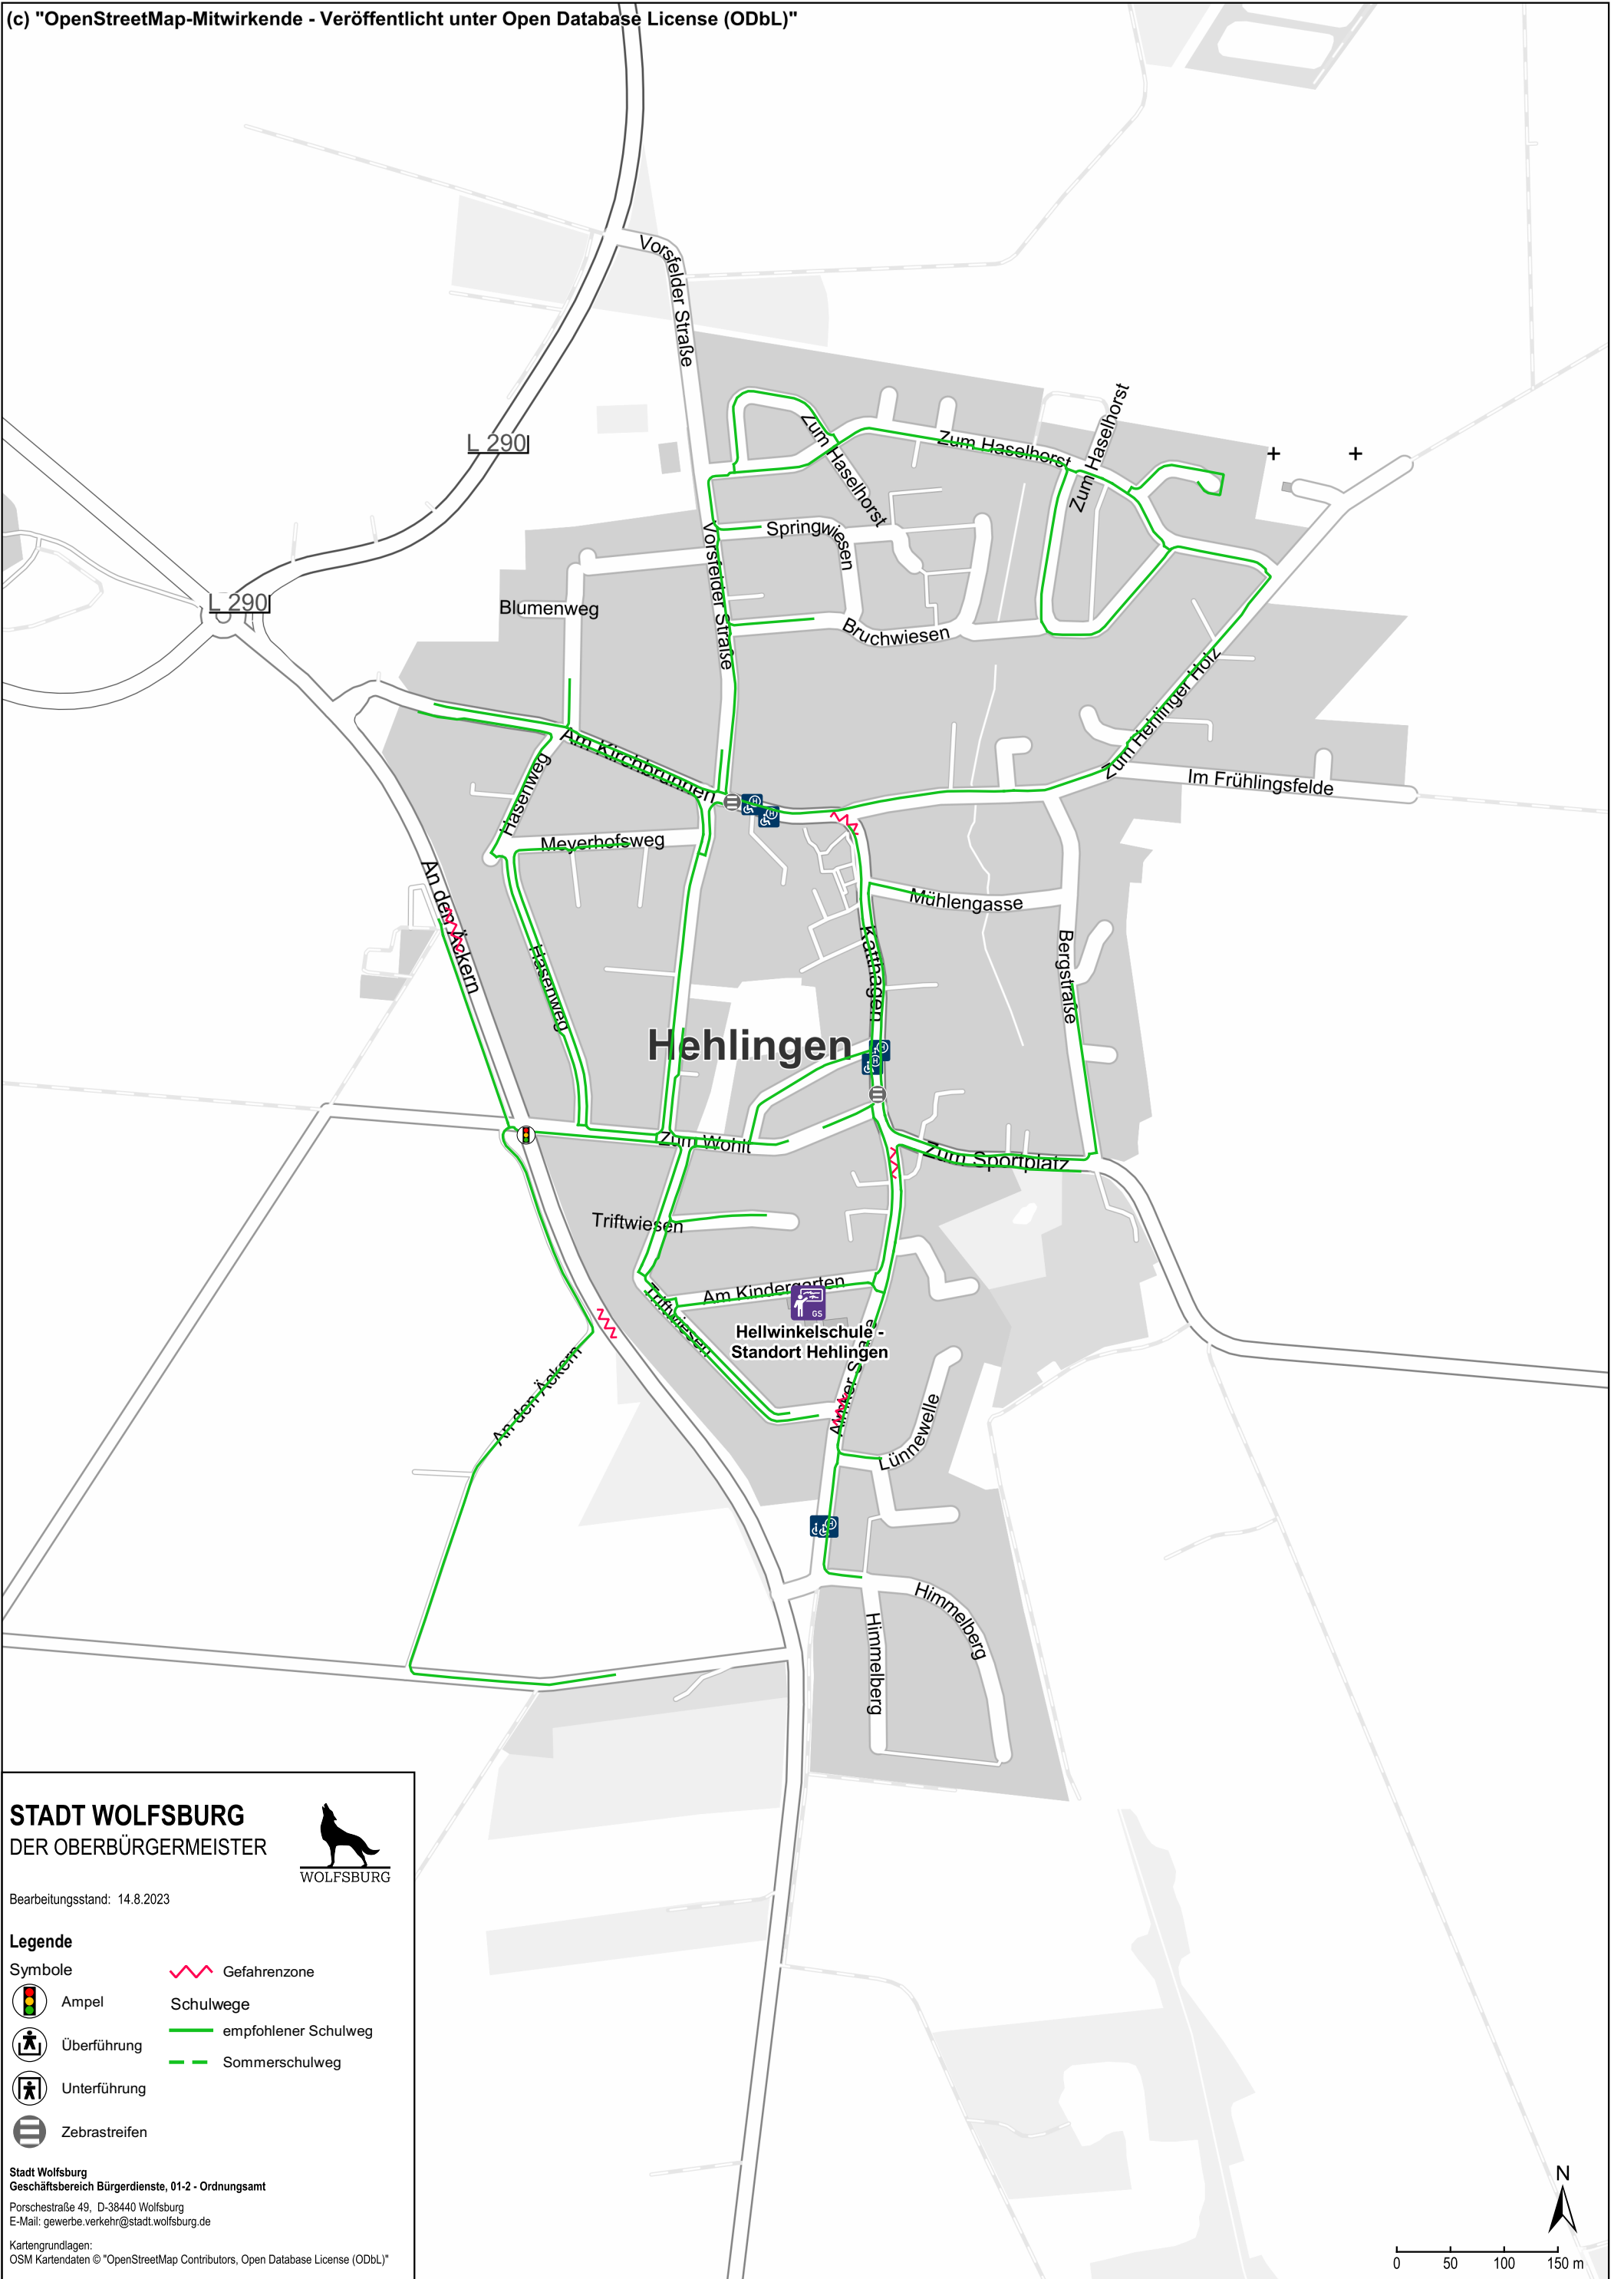 (c) "OpenStreetMap-Mitwirkende - Veröffentlicht unter Open Database License (ODbL)"
Vorsfelder Straße
L 290
Zum Haselhorst
Zum Haselhorst
Zum Haselhorst
Springwiesen
Vorsfelder Straße
L 290
Blumenweg
Bruchwiesen
Zum Hehlinger Holz
Am Kirchbrunnen
Hasenweg
Im Frühlingsfelde
Meyerhofsweg
An den Äckern
Mühlengasse
Katthagen
Bergstraße
Hasenweg
Hehlingen
Zum Wohlt
Zum Sportplatz
Triftwiesen
Am Kindergarten
Triftwiesen
GS
Hellwinkelschule -
Standort Hehlingen
An den Äckern
Lünnewelle
Himmelberg
Himmelberg
STADT WOLFSBURG
DER OBERBÜRGERMEISTER
WOLFSBURG
Bearbeitungsstand: 14.8.2023
Legende
Symbole
Gefahrenzone
Ampel
Schulwege
empfohlener Schulweg
Überführung
Sommerschulweg
Unterführung
Zebrastreifen
Stadt Wolfsburg
Geschäftsbereich Bürgerdienste, 01-2 - Ordnungsamt
Porschestraße 49, D-38440 Wolfsburg
E-Mail: gewerbe.verkehr@stadt.wolfsburg.de
Kartengrundlagen:
OSM Kartendaten © "OpenStreetMap Contributors, Open Database License (ODbL)"
N
0 50 100 150 m